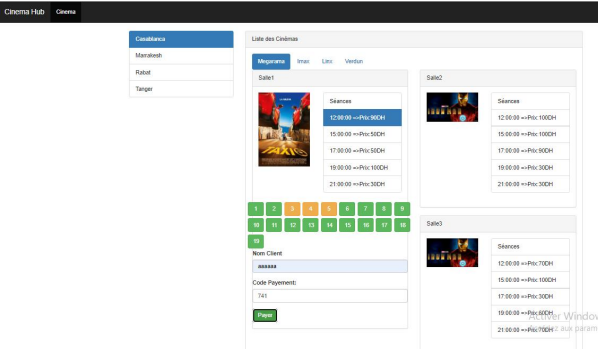 Cinema Hub Cinema
Casablanca
Marrakesh
Rabat
Tanger
Liste des Cinémas
Megarama Imax Linx Verdun
Salle1
TAXI 5
Séances
12:00:00 =>Prix:90DH
15:00:00 =>Prix:50DH
17:00:00 =>Prix:50DH
19:00:00 =>Prix:100DH
21:00:00 =>Prix:30DH
1 2 3 4 5 6 7 8 9
10 11 12 13 14 15 16 17 18
19
Nom Client
aaaaaa
Code Payement:
741
Payer
Salle2
Séances
12:00:00 =>Prix:100DH
15:00:00 =>Prix:100DH
17:00:00 =>Prix:90DH
19:00:00 =>Prix:30DH
21:00:00 =>Prix:30DH
Salle3
Séances
12:00:00 =>Prix:70DH
15:00:00 =>Prix:100DH
17:00:00 =>Prix:30DH
19:00:00 =>Prix:60DH
21:00:00 =>Prix:70DH
Activer Window
aux param